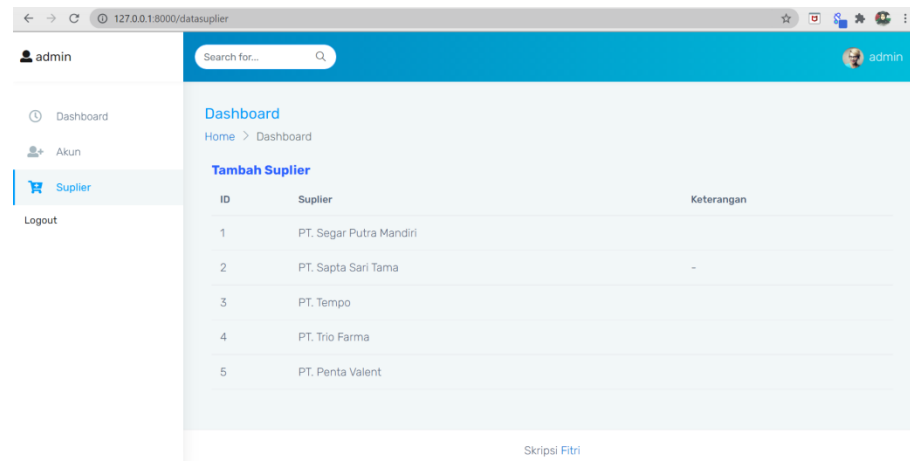 127.0.0.1:8000/datasuplier
admin
Search for...
admin
Dashboard
Akun
Suplier
Logout
Dashboard
Home > Dashboard
Tambah Suplier
ID Suplier Keterangan
1 PT. Segar Putra Mandiri
2 PT. Sapta Sari Tama -
3 PT. Tempo
4 PT. Trio Farma
5 PT. Penta Valent
Skripsi Fitri